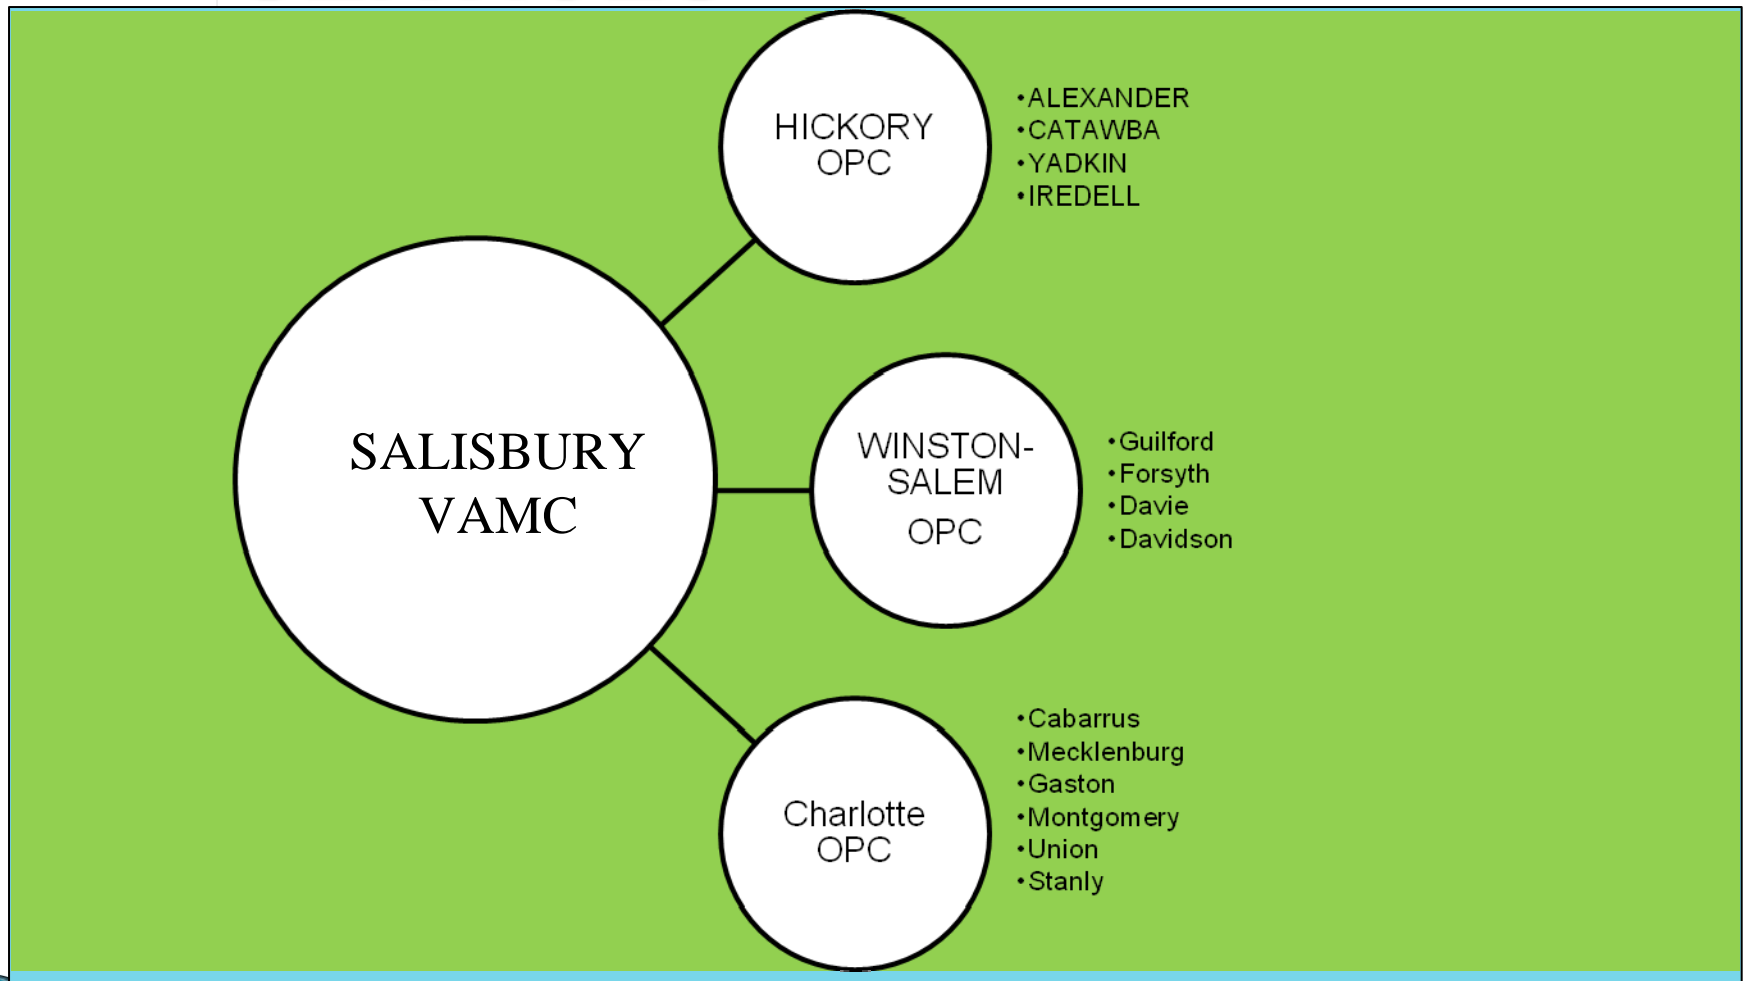 HICKORY
OPC
•ALEXANDER
•CATAWBA
•YADKIN
•IREDELL
SALISBURY
VAMC
WINSTON-
SALEM
OPC
•Guilford
•Forsyth
•Davie
•Davidson
Charlotte
OPC
•Cabarrus
•Mecklenburg
•Gaston
•Montgomery
•Union
•Stanly